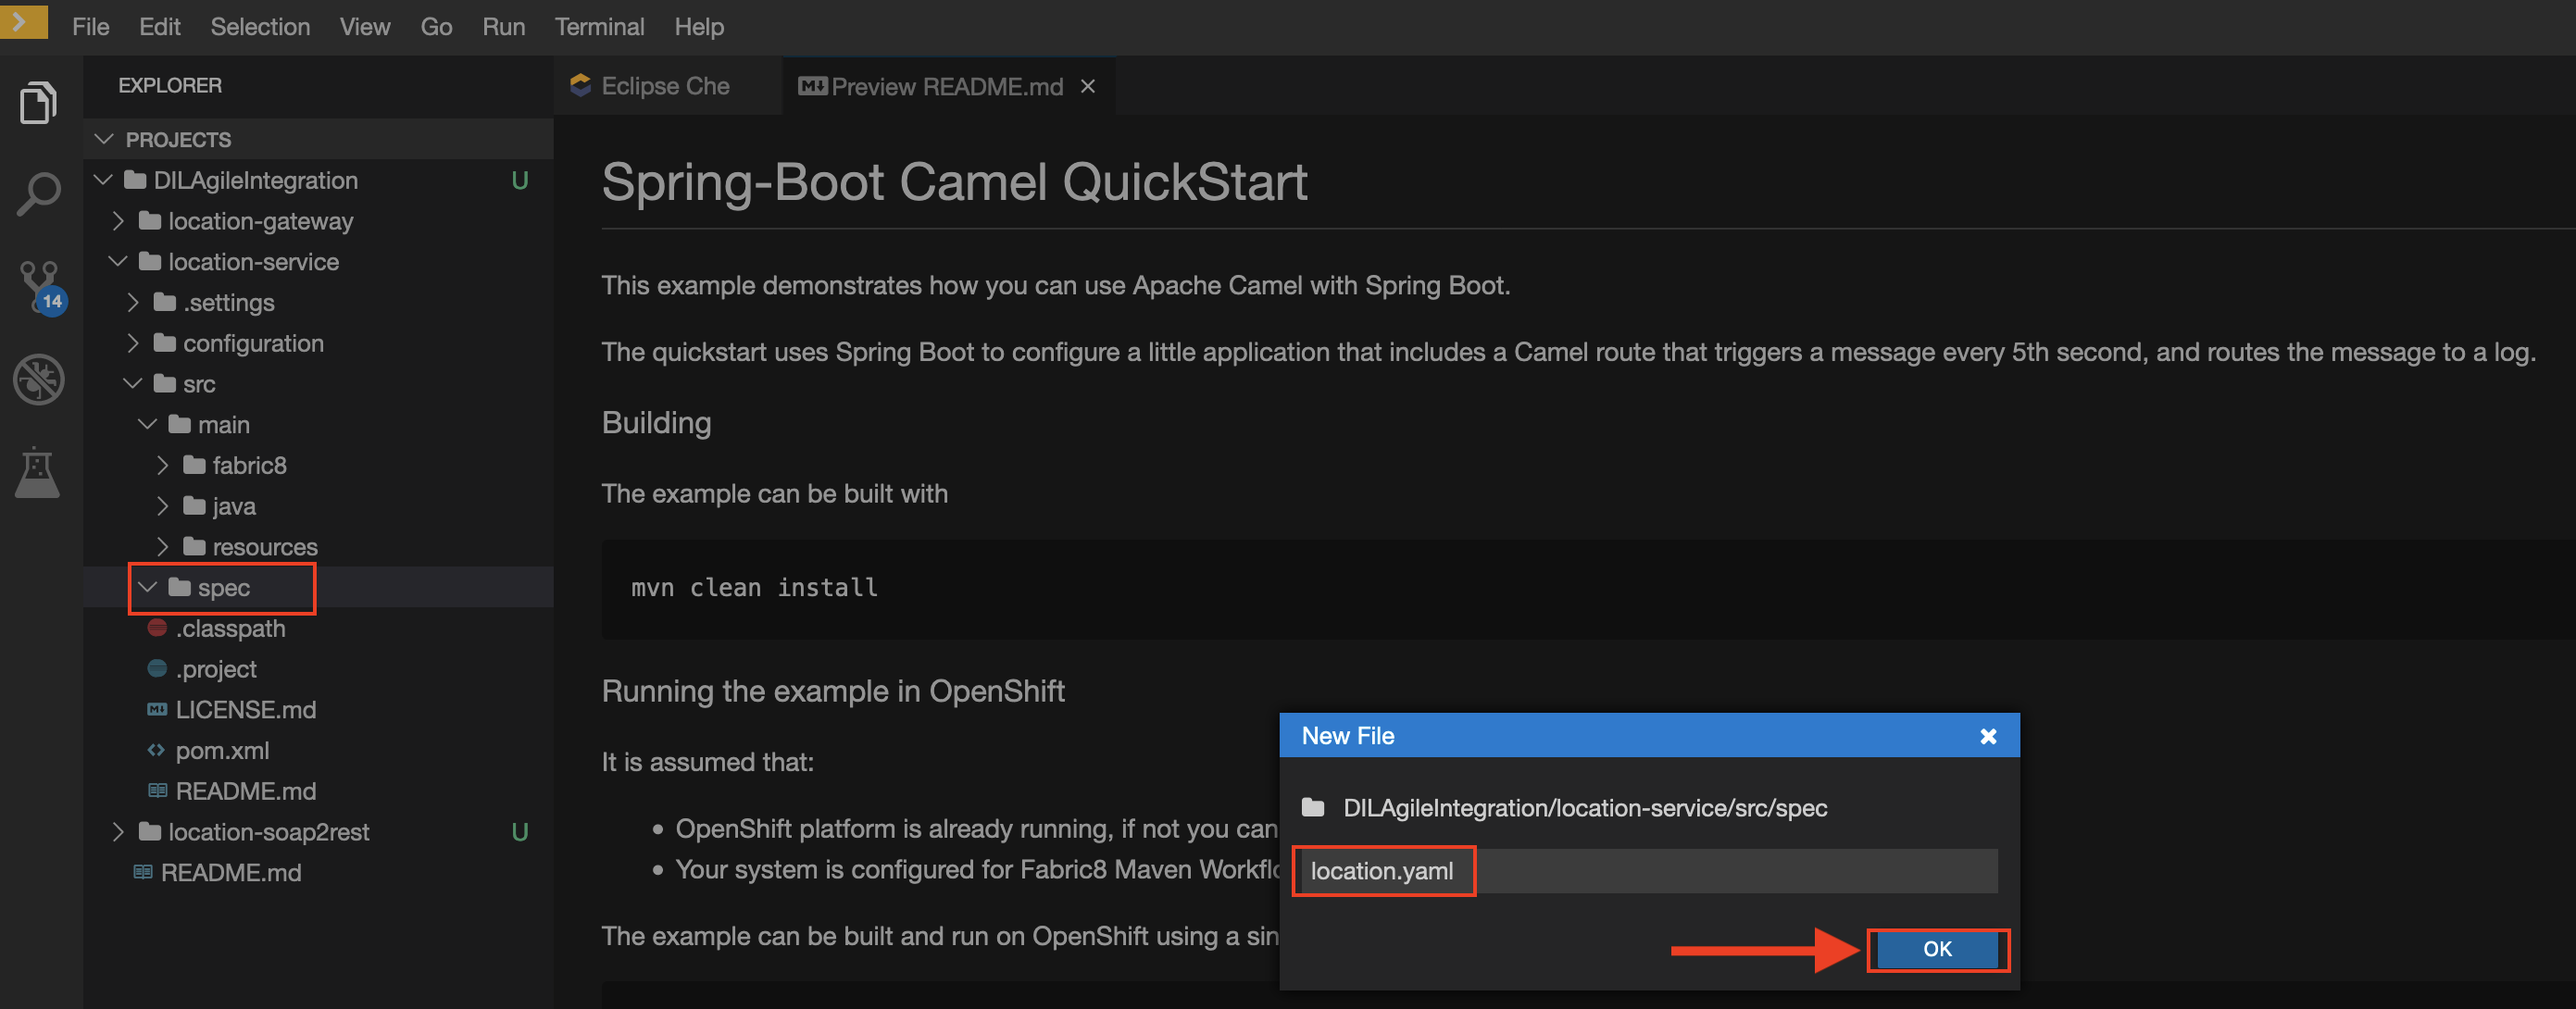 File Edit Selection View Go Run Terminal Help
EXPLORER
PROJECTS
DILAgileIntegration U
location-gateway
location-service
.settings
configuration
src
main
fabric8
java
resources
spec
.classpath
.project
LICENSE.md
pom.xml
README.md
location-soap2rest U
README.md
14
Eclipse Che
Preview README.md
Spring-Boot Camel QuickStart
This example demonstrates how you can use Apache Camel with Spring Boot.
The quickstart uses Spring Boot to configure a little application that includes a Camel route that triggers a message every 5th second, and routes the message to a log.
Building
The example can be built with
mvn clean install
Running the example in OpenShift
It is assumed that:
OpenShift platform is already running, if not you can
Your system is configured for Fabric8 Maven Workflo
The example can be built and run on OpenShift using a sin
New File
DILAgileIntegration/location-service/src/spec
location.yaml
OK